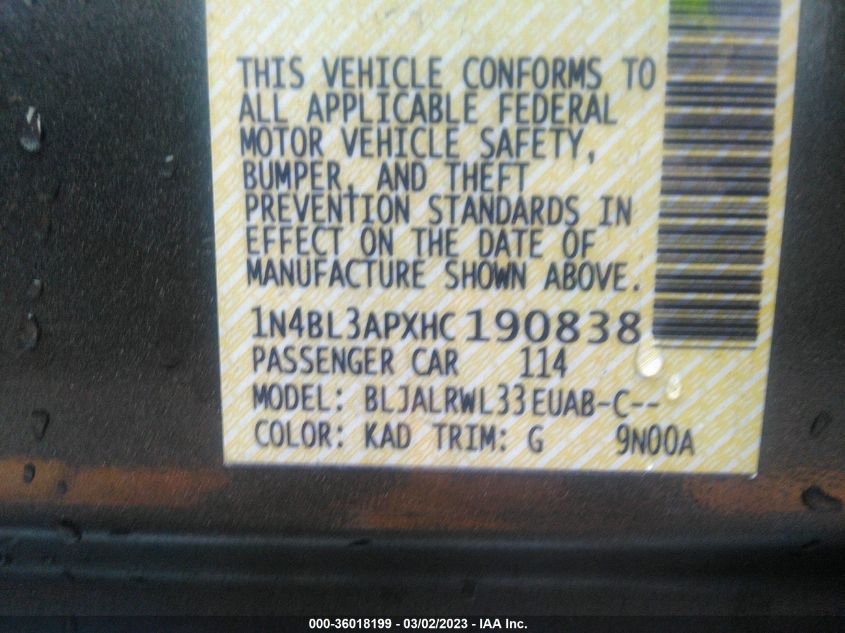 THIS VEHICLE CONFORMS TO
ALL APPLICABLE FEDERAL
MOTOR VEHICLE SAFETY,
BUMPER, AND THEFT
PREVENTION STANDARDS IN
EFFECT ON THE DATE OF
MANUFACTURE SHOWN ABOVE.
1N4BL3APXHC190838
PASSENGER CAR 114
MODEL: BLJALRWL33EUAB-C--
COLOR: KAD TRIM: G 9N00A
000-36018199 - 03/02/2023 - IAA Inc.